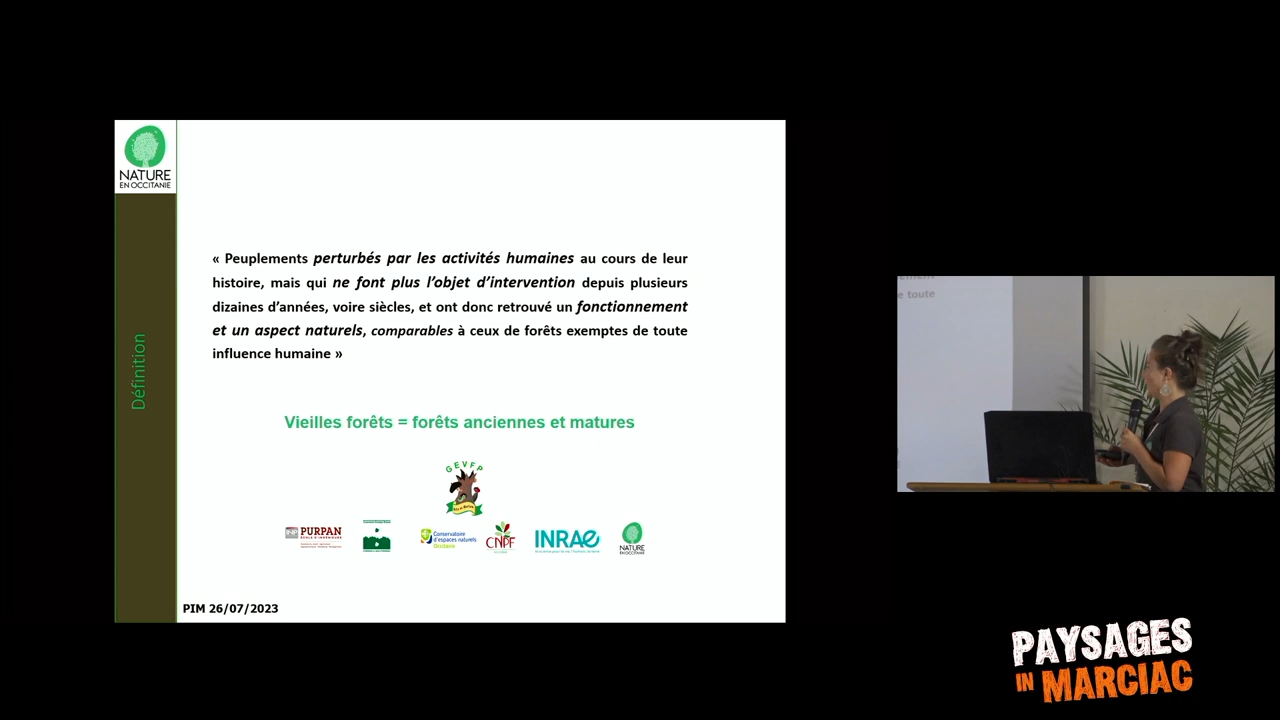 NATURE
EN OCCITANIE
Définition
« Peuplements perturbés par les activités humaines au cours de leur
histoire, mais qui ne font plus l’objet d’intervention depuis plusieurs
dizaines d’années, voire siècles, et ont donc retrouvé un fonctionnement
et un aspect naturels, comparables à ceux de forêts exemptes de toute
influence humaine »
Vieilles forêts = forêts anciennes et matures
GEVFP
PURPAN
Conservatoire
d'espaces naturels
Occitanie
CNPF
INRAE
NATURE
EN OCCITANIE
PIM 26/07/2023
e toute
PAYSAGES
IN MARCIAC